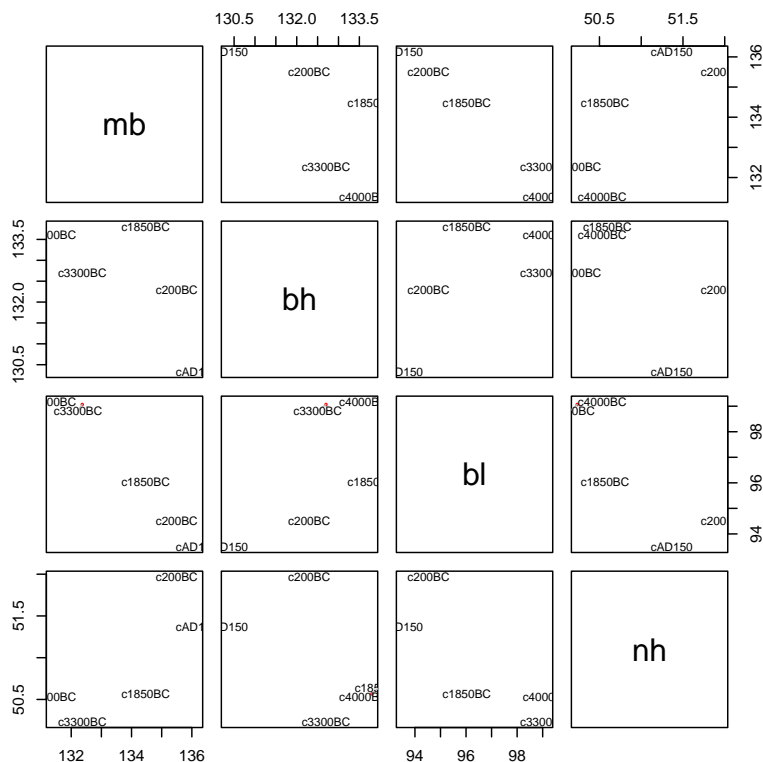 130.5 132.0 133.5 50.5 51.5
D150 D150 cAD150
c200BC c200BC c200
c1850 c1850BC c1850BC
mb
c3300BC c3300 00BC
c4000B c4000 c4000BC
132 134 136
c1850BC c1850BC c1850BC
00BC c4000 c4000BC
c3300BC bh c3300 00BC
c200BC c200BC c200
cAD1 D150 cAD150
130.5 132.0 133.5
00BC c4000B c4000BC
c3300BC c3300BC 0BC
c1850BC c1850 bl c1850BC
c200BC c200BC c200
cAD1 D150 cAD150
94 96 98
c200BC c200BC c200BC
cAD1 D150 D150
nh
c1850BC c185 c1850BC
00BC c4000B c4000
c3300BC c3300BC c3300
50.5 51.5
132 134 136 94 96 98